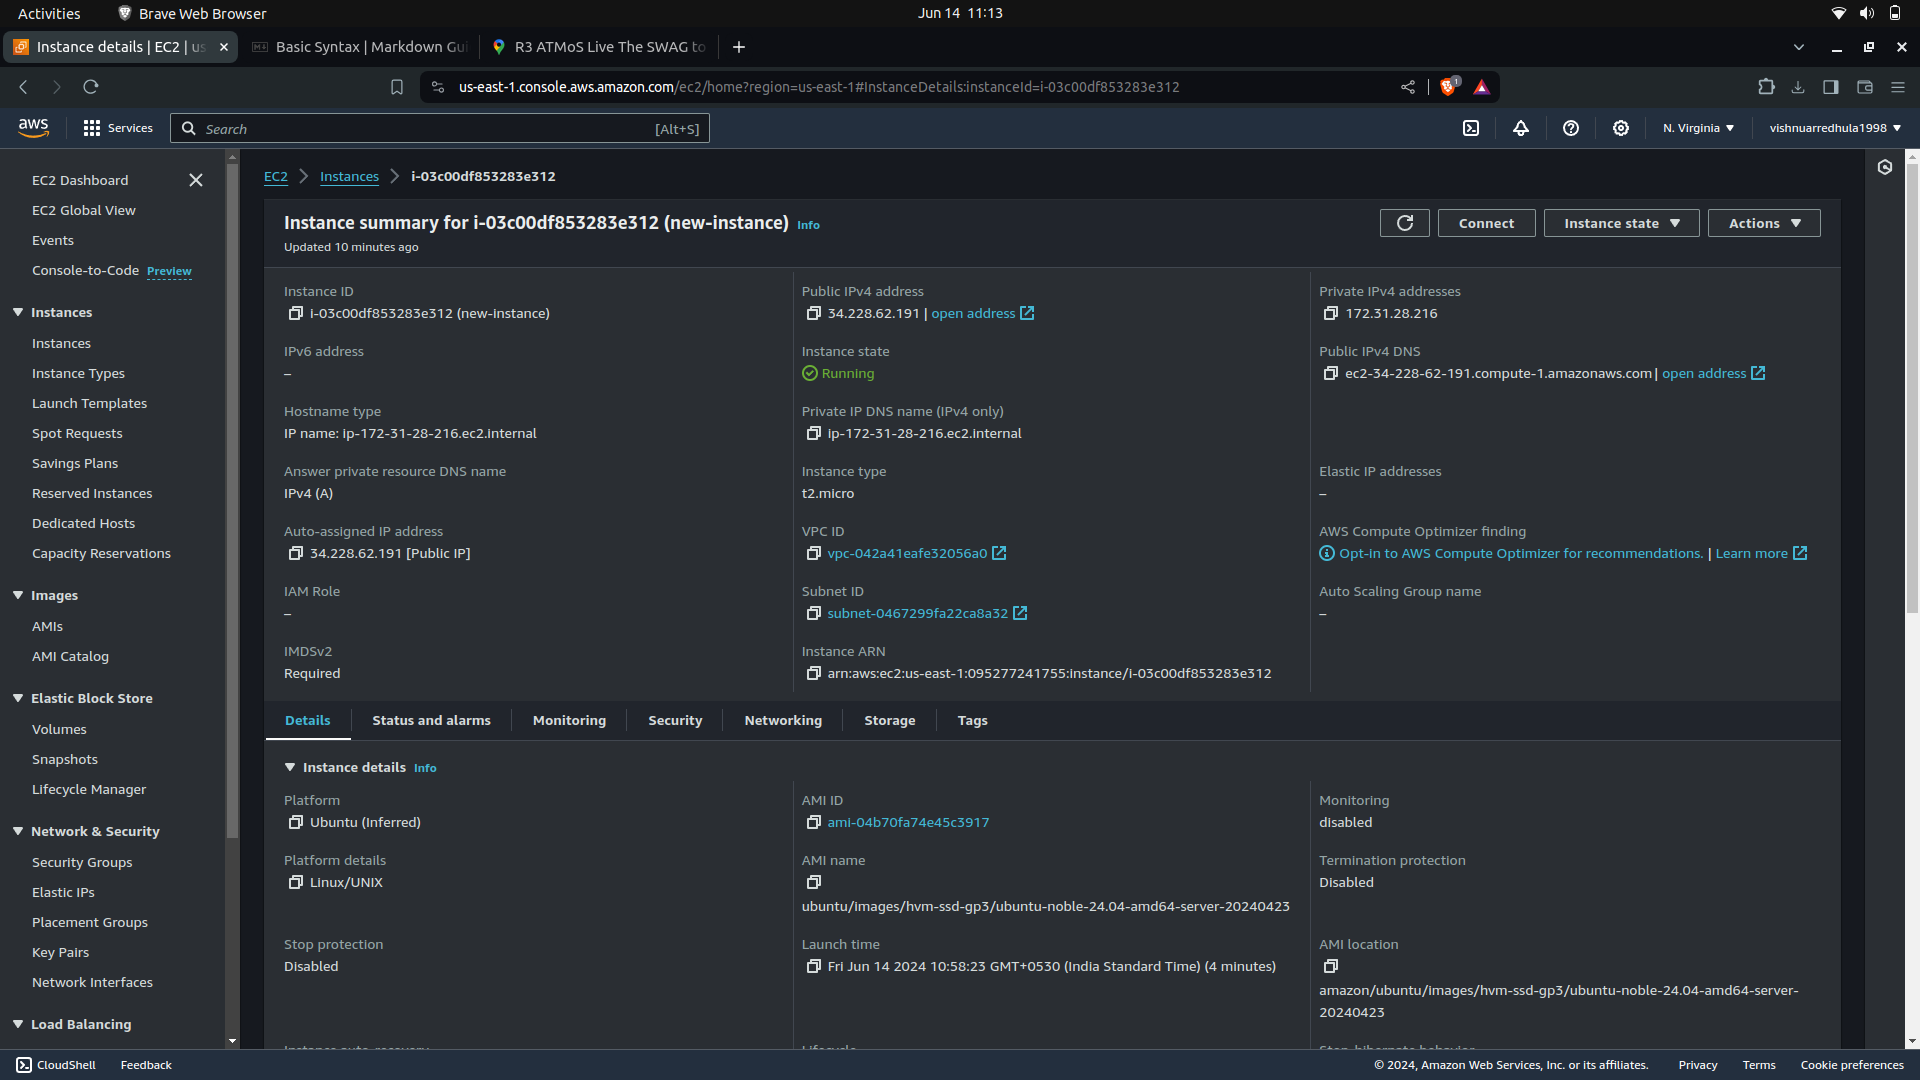 Activities
Brave Web Browser
Jun 14 11:13
Instance details | EC2 | us
Basic Syntax | Markdown Gui
R3 ATMoS Live The SWAG to
us-east-1.console.aws.amazon.com/ec2/home?region=us-east-1#InstanceDetails:instanceId=i-03c00df853283e312
1
aws
Services
Search
[Alt+S]
N. Virginia
vishnuarredhula1998
EC2 Dashboard
EC2 Global View
Events
Console-to-Code Preview
Instances
Instances
Instance Types
Launch Templates
Spot Requests
Savings Plans
Reserved Instances
Dedicated Hosts
Capacity Reservations
Images
AMIs
AMI Catalog
Elastic Block Store
Volumes
Snapshots
Lifecycle Manager
Network & Security
Security Groups
Elastic IPs
Placement Groups
Key Pairs
Network Interfaces
Load Balancing
EC2
Instances
i-03c00df853283e312
Instance summary for i-03c00df853283e312 (new-instance) Info
Updated 10 minutes ago
Connect
Instance state
Actions
Instance ID
i-03c00df853283e312 (new-instance)
Public IPv4 address
34.228.62.191 | open address
Private IPv4 addresses
172.31.28.216
IPv6 address
–
Instance state
Running
Public IPv4 DNS
ec2-34-228-62-191.compute-1.amazonaws.com | open address
Hostname type
IP name: ip-172-31-28-216.ec2.internal
Private IP DNS name (IPv4 only)
ip-172-31-28-216.ec2.internal
Answer private resource DNS name
IPv4 (A)
Instance type
t2.micro
Elastic IP addresses
–
Auto-assigned IP address
34.228.62.191 [Public IP]
VPC ID
vpc-042a41eafe32056a0
AWS Compute Optimizer finding
Opt-in to AWS Compute Optimizer for recommendations. | Learn more
IAM Role
–
Subnet ID
subnet-0467299fa22ca8a32
Auto Scaling Group name
–
IMDSv2
Required
Instance ARN
arn:aws:ec2:us-east-1:095277241755:instance/i-03c00df853283e312
Details
Status and alarms
Monitoring
Security
Networking
Storage
Tags
Instance details Info
Platform
Ubuntu (Inferred)
AMI ID
ami-04b70fa74e45c3917
Monitoring
disabled
Platform details
Linux/UNIX
AMI name
ubuntu/images/hvm-ssd-gp3/ubuntu-noble-24.04-amd64-server-20240423
Termination protection
Disabled
Stop protection
Disabled
Launch time
Fri Jun 14 2024 10:58:23 GMT+0530 (India Standard Time) (4 minutes)
AMI location
amazon/ubuntu/images/hvm-ssd-gp3/ubuntu-noble-24.04-amd64-server-
20240423
CloudShell
Feedback
© 2024, Amazon Web Services, Inc. or its affiliates.
Privacy
Terms
Cookie preferences